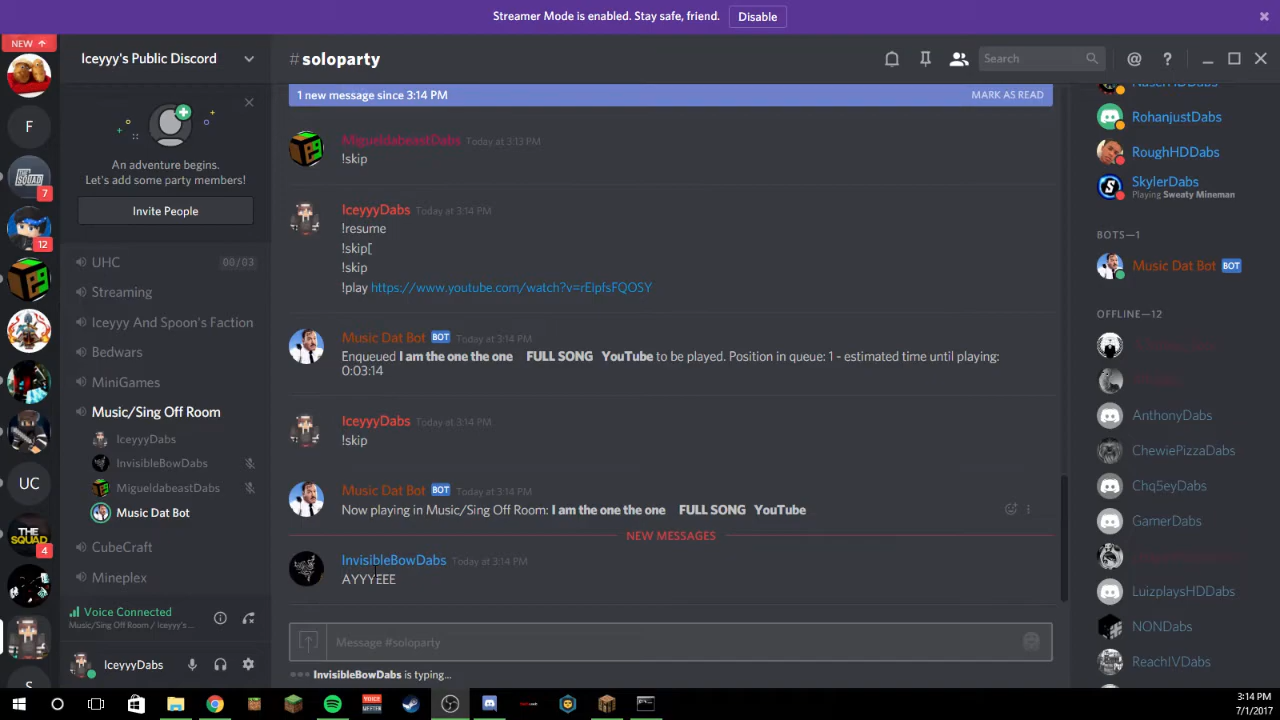 Streamer Mode is enabled. Stay safe, friend. Disable
NEW
Iceyyy's Public Discord
# soloparty
Search
1 new message since 3:14 PM MARK AS READ
F
7
12
UC
THE SQUAD
4
An adventure begins.
Let's add some party members!
Invite People
UHC 00/03
Streaming
Iceyyy And Spoon's Faction
Bedwars
MiniGames
Music/Sing Off Room
IceyyyDabs
InvisibleBowDabs
MigueldabeastDabs
Music Dat Bot
CubeCraft
Mineplex
Voice Connected
Music/Sing Off Room / Iceyyy's...
IceyyyDabs
MigueldabeastDabs Today at 3:13 PM
!skip
IceyyyDabs Today at 3:14 PM
!resume
!skip[
!skip
!play https://www.youtube.com/watch?v=rEIpfsFQOSY
Music Dat Bot BOT Today at 3:14 PM
Enqueued I am the one the one FULL SONG YouTube to be played. Position in queue: 1 - estimated time until playing:
0:03:14
IceyyyDabs Today at 3:14 PM
!skip
Music Dat Bot BOT Today at 3:14 PM
Now playing in Music/Sing Off Room: I am the one the one FULL SONG YouTube
NEW MESSAGES
InvisibleBowDabs Today at 3:14 PM
AYYYEEE
Message #soloparty
InvisibleBowDabs is typing...
RohanjustDabs
RoughHDDabs
SkylerDabs
Playing Sweaty Mineman
BOTS—1
Music Dat Bot BOT
OFFLINE—12
AnthonyDabs
ChewiePizzaDabs
Chq5eyDabs
GamerDabs
LuizplaysHDDabs
NONDabs
ReachIVDabs
VOICE MEETER
3:14 PM
7/1/2017